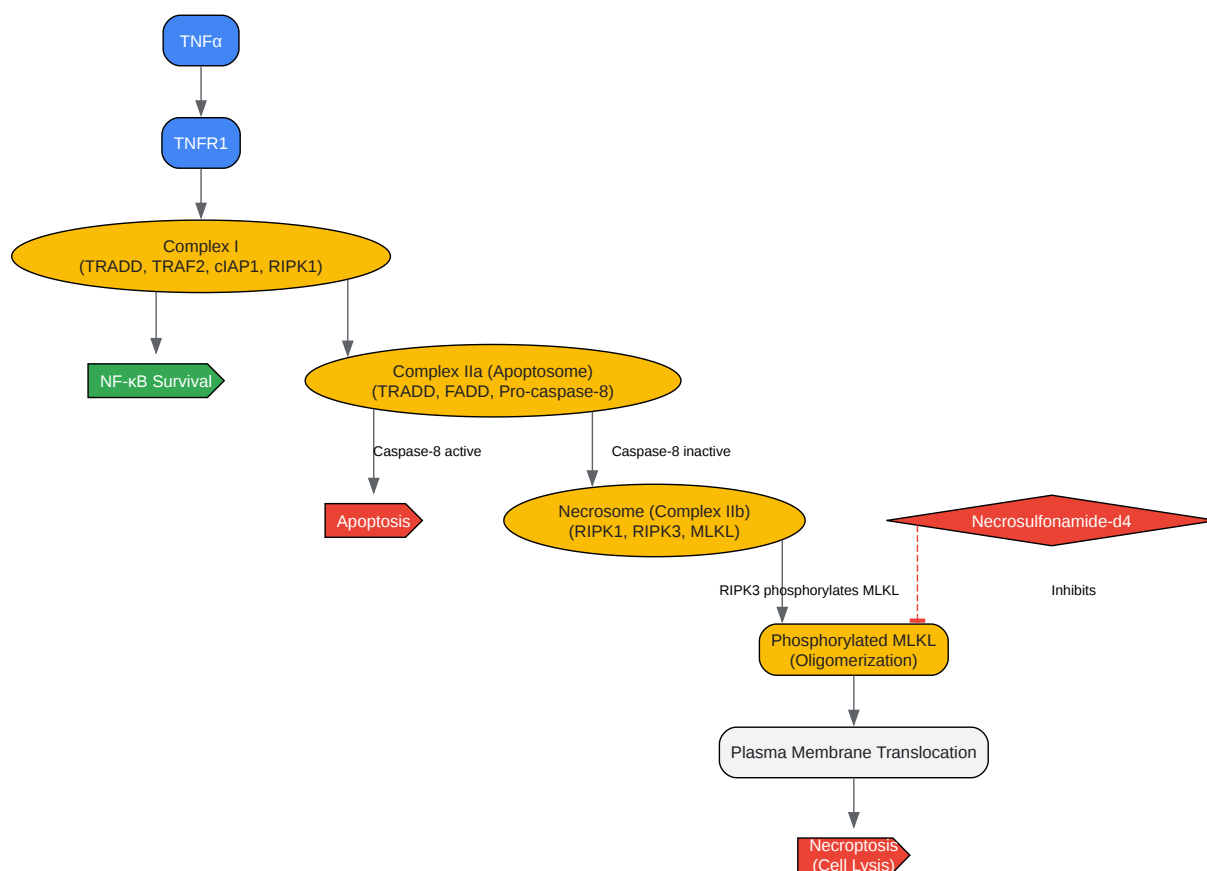 TNFα
TNFR1
Complex I
(TRADD, TRAF2, cIAP1, RIPK1)
NF-κB Survival
Complex IIa (Apoptosome)
(TRADD, FADD, Pro-caspase-8)
Caspase-8 active
Caspase-8 inactive
Apoptosis
Necrosome (Complex IIb)
(RIPK1, RIPK3, MLKL)
Necrosulfonamide-d4
RIPK3 phosphorylates MLKL
Inhibits
Phosphorylated MLKL
(Oligomerization)
Plasma Membrane Translocation
Necroptosis
(Cell Lysis)